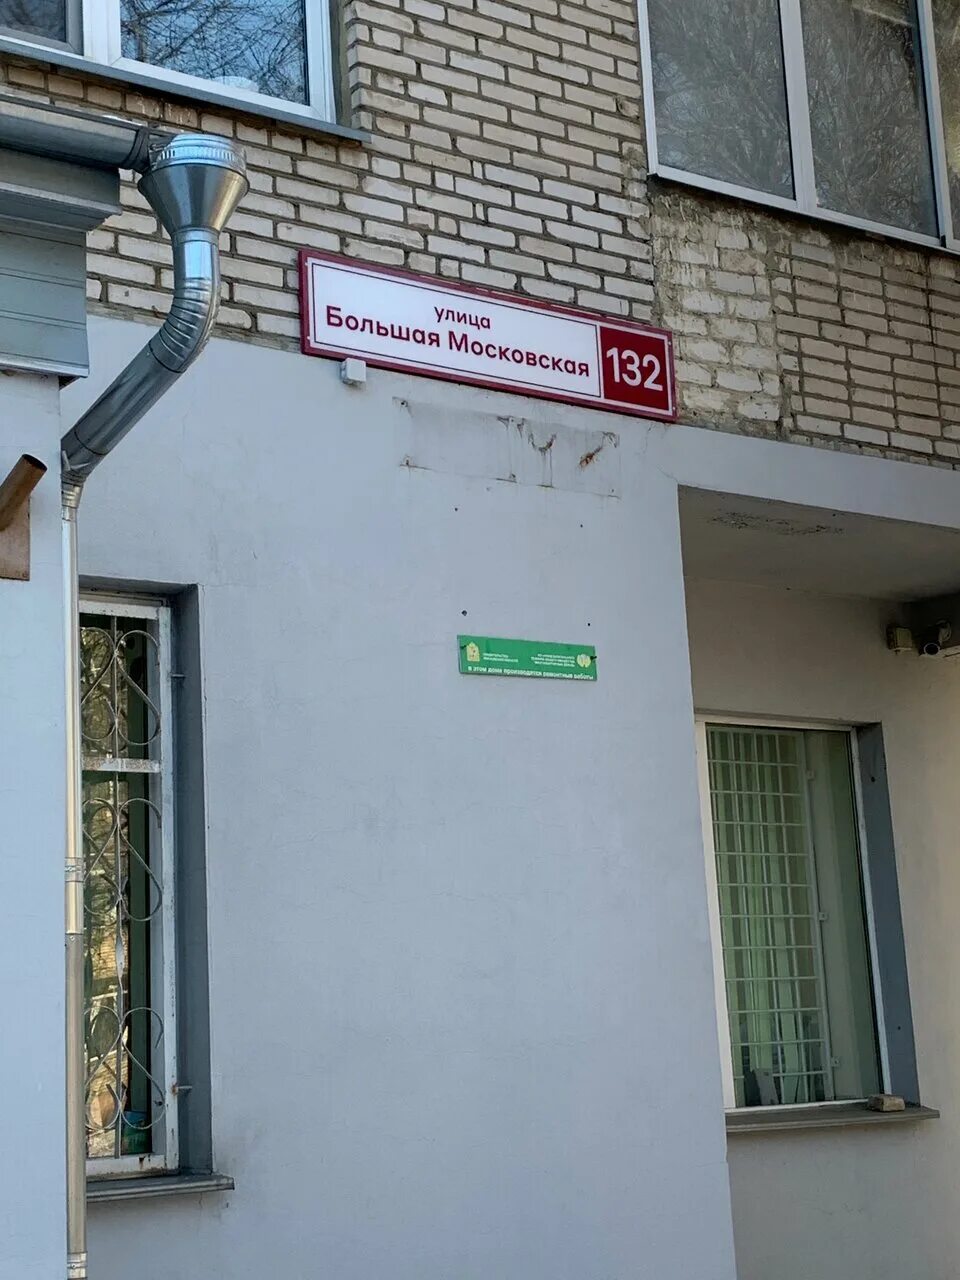 улица
Большая Московская
132
в этом доме производятся ремонтные работы